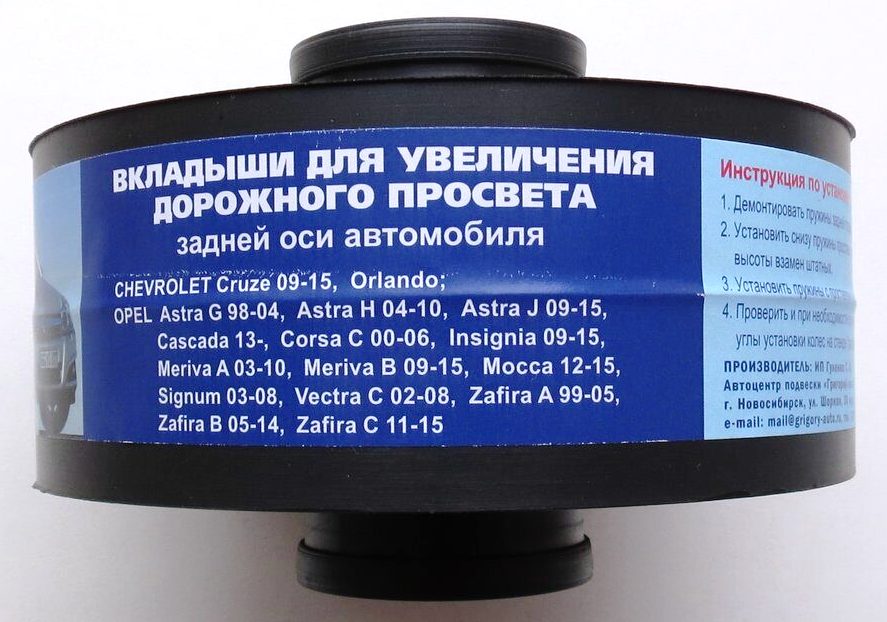 ВКЛАДЫШИ ДЛЯ УВЕЛИЧЕНИЯ
ДОРОЖНОГО ПРОСВЕТА
задней оси автомобиля
CHEVROLET Cruze 09-15, Orlando;
OPEL Astra G 98-04, Astra H 04-10, Astra J 09-15,
Cascada 13-, Corsa C 00-06, Insignia 09-15,
Meriva A 03-10, Meriva B 09-15, Mocca 12-15,
Signum 03-08, Vectra C 02-08, Zafira A 99-05,
Zafira B 05-14, Zafira C 11-15
Инструкция по
1. Демонтировать пружины
2. Установить снизу пружины
высоты взамен штатных.
3. Установить пружины с
4. Проверить и при необходимости
углы установки колес на
ПРОИЗВОДИТЕЛЬ: ИП
Автоцентр подвески
г. Новосибирск, ул.
e-mail: mail@grigory-auto.ru,